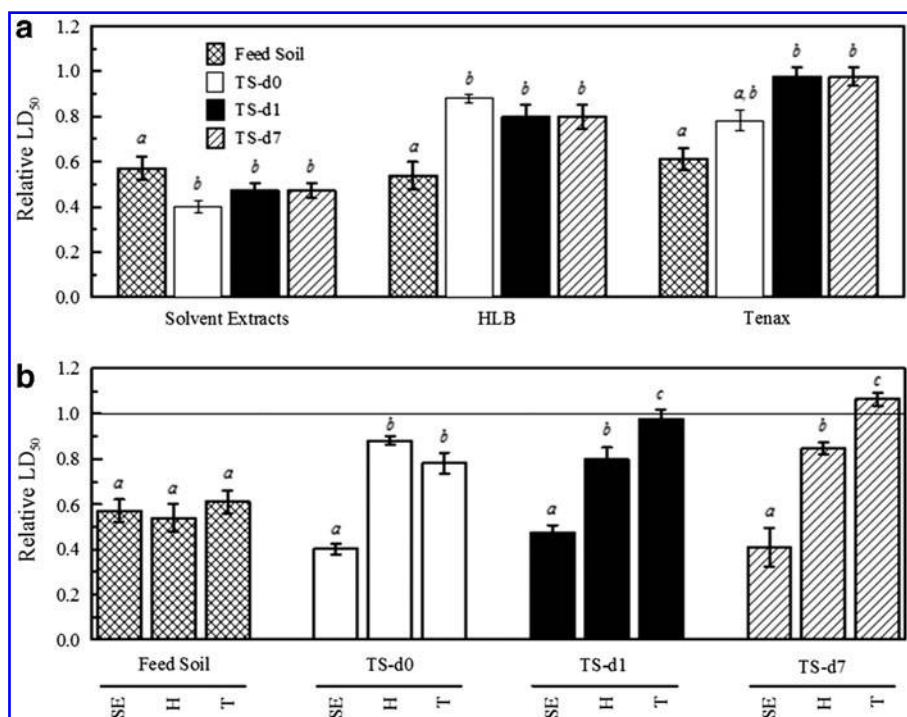 a
1.2
1.0
0.8
0.6
0.4
0.2
0.0
Relative LD50
Feed Soil
TS-d0
TS-d1
TS-d7
a
b
b
b
a
b
b
b
a
a,b
b
b
Solvent Extracts
HLB
Tenax
b
1.2
1.0
0.8
0.6
0.4
0.2
0.0
Relative LD50
a
a
a
a
b
b
a
b
c
a
b
c
Feed Soil
TS-d0
TS-d1
TS-d7
SE
H
T
SE
H
T
SE
H
T
SE
H
T